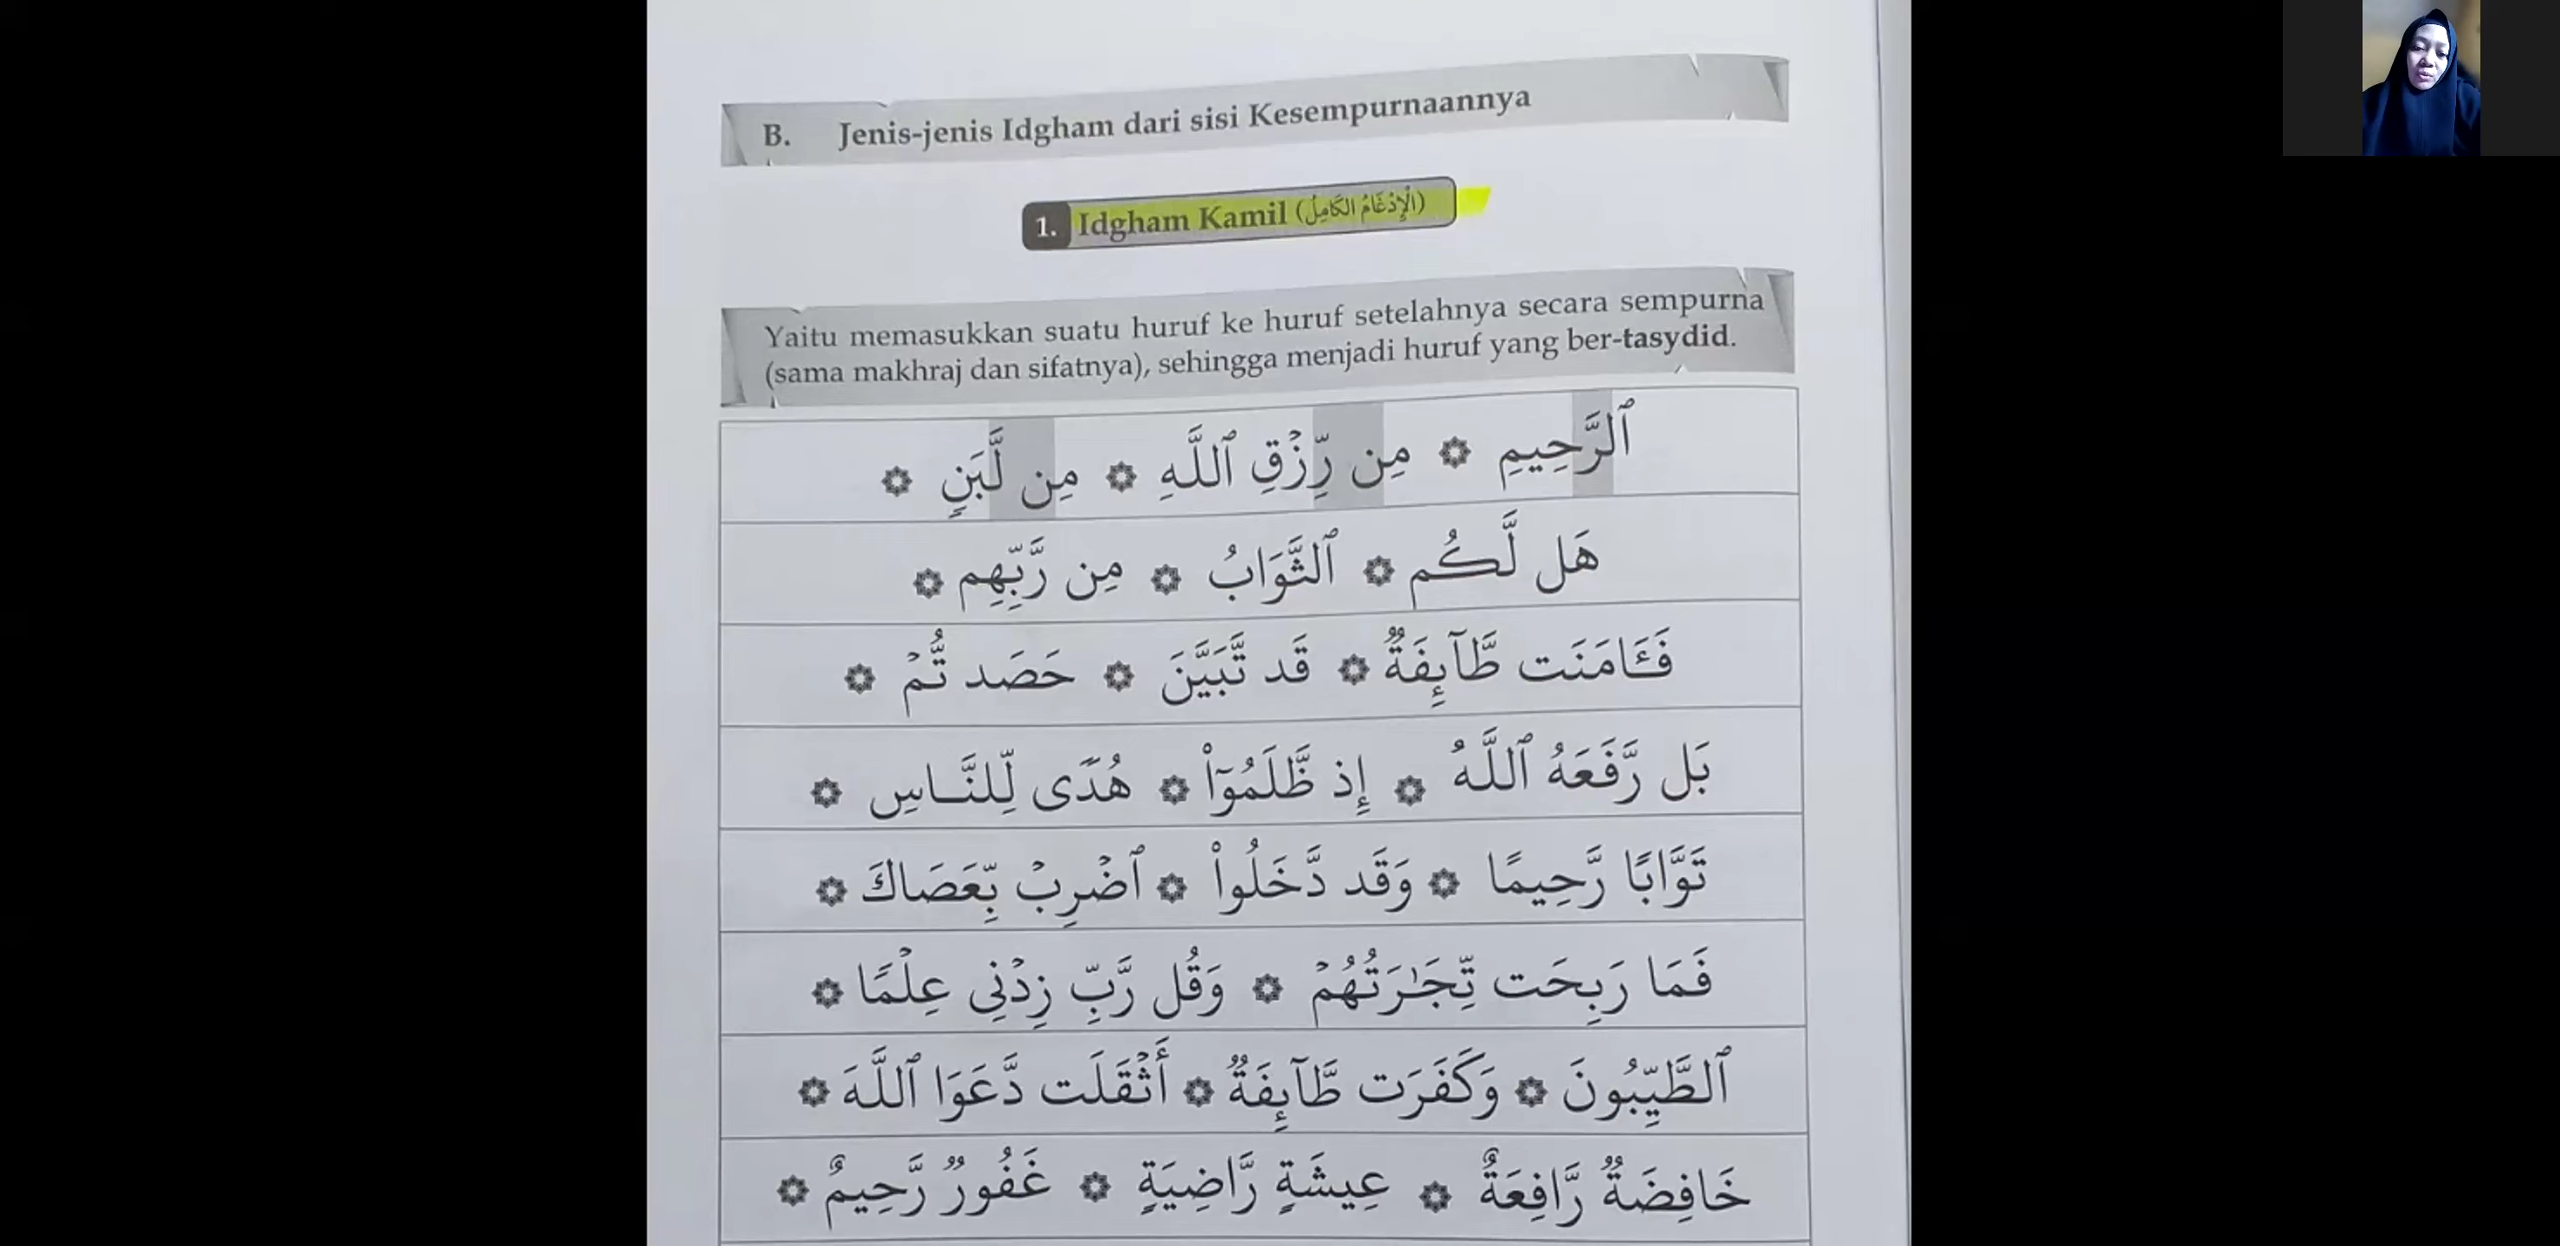 B. Jenis-jenis Idgham dari sisi Kesempurnaannya
1. Idgham Kamil (الْإِدْغَامُ الكَامِلُ)
Yaitu memasukkan suatu huruf ke huruf setelahnya secara sempurna
(sama makhraj dan sifatnya), sehingga menjadi huruf yang ber-tasydid.
ٱلرَّحِيمِ ۞ مِن رِّزْقِ ٱللَّهِ ۞ مِن لَّبَنٍ ۞
هَل لَّكُم ۞ ٱلثَّوَابُ ۞ مِن رَّبِّهِم ۞
فَـَٔامَنَت طَّآئِفَةٌ ۞ قَد تَّبَيَّنَ ۞ حَصَد تُّمْ ۞
بَل رَّفَعَهُ ٱللَّهُ ۞ إِذ ظَّلَمُوٓا۟ ۞ هُدًى لِّلنَّاسِ ۞
تَوَّابًا رَّحِيمًا ۞ وَقَد دَّخَلُوا۟ ۞ ٱضْرِبْ بِّعَصَاكَ ۞
فَمَا رَبِحَت تِّجَـٰرَتُهُمْ ۞ وَقُل رَّبِّ زِدْنِى عِلْمًا ۞
ٱلطَّيِّبُونَ ۞ وَكَفَرَت طَّآئِفَةٌ ۞ أَثْقَلَت دَّعَوَا ٱللَّهَ ۞
خَافِضَةٌ رَّافِعَةٌ ۞ عِيشَةٍ رَّاضِيَةٍ ۞ غَفُورٌ رَّحِيمٌ ۞